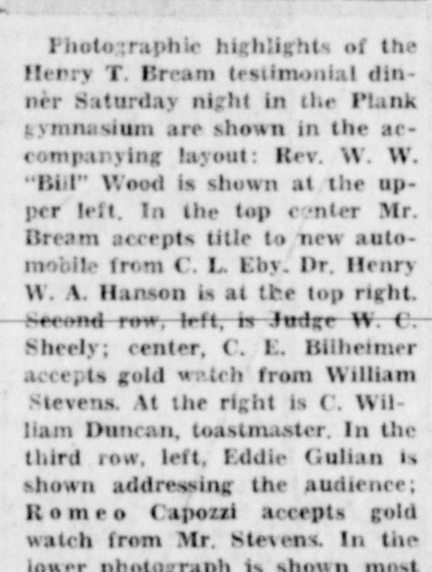 Photographic highlights of the
Henry T. Bream testimonial din-
ner Saturday night in the Plank
gymnasium are shown in the ac-
companying layout: Rev. W. W.
"Bill" Wood is shown at the up-
per left. In the top center Mr.
Bream accepts title to new auto-
mobile from C. L. Eby. Dr. Henry
W. A. Hanson is at the top right.
Second row, left, is Judge W. C.
Sheely; center, C. E. Bilheimer
accepts gold watch from William
Stevens. At the right is C. Wil-
liam Duncan, toastmaster. In the
third row, left, Eddie Gulian is
shown addressing the audience;
Romeo Capozzi accepts gold
watch from Mr. Stevens. In the
lower photograph is shown most